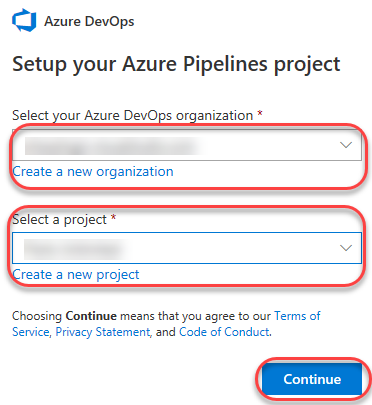 Azure DevOps
Setup your Azure Pipelines project
Select your Azure DevOps organization *
Create a new organization
Select a project *
Create a new project
Choosing Continue means that you agree to our Terms of
Service, Privacy Statement, and Code of Conduct.
Continue